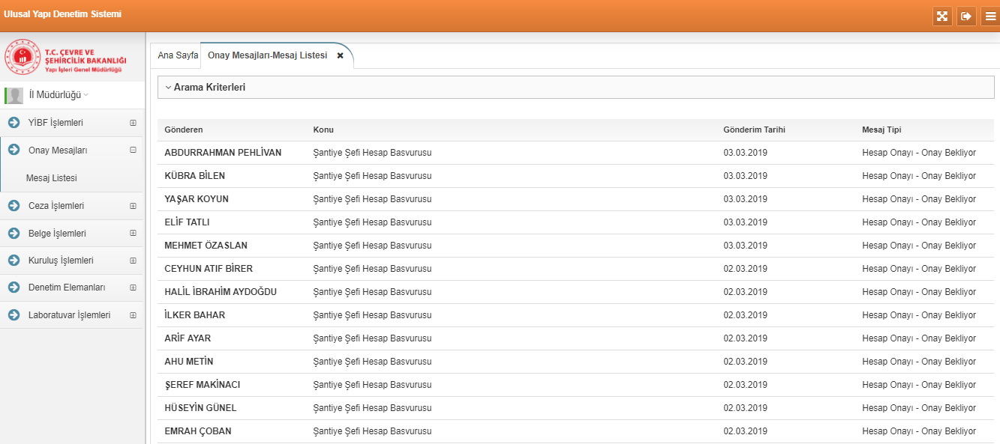 Ulusal Yapı Denetim Sistemi
T.C. ÇEVRE VE
ŞEHİRCİLİK BAKANLIĞI
Yapı İşleri Genel Müdürlüğü
İl Müdürlüğü
YİBF İşlemleri
Onay Mesajları
Mesaj Listesi
Ceza İşlemleri
Belge İşlemleri
Kuruluş İşlemleri
Denetim Elemanları
Laboratuvar İşlemleri
Ana Sayfa Onay Mesajları-Mesaj Listesi
Arama Kriterleri
Gönderen Konu Gönderim Tarihi Mesaj Tipi
ABDURRAHMAN PEHLİVAN Şantiye Şefi Hesap Basvurusu 03.03.2019 Hesap Onayı - Onay Bekliyor
KÜBRA BİLEN Şantiye Şefi Hesap Basvurusu 03.03.2019 Hesap Onayı - Onay Bekliyor
YAŞAR KOYUN Şantiye Şefi Hesap Basvurusu 03.03.2019 Hesap Onayı - Onay Bekliyor
ELİF TATLI Şantiye Şefi Hesap Basvurusu 03.03.2019 Hesap Onayı - Onay Bekliyor
MEHMET ÖZASLAN Şantiye Şefi Hesap Basvurusu 03.03.2019 Hesap Onayı - Onay Bekliyor
CEYHUN ATIF BİRER Şantiye Şefi Hesap Basvurusu 02.03.2019 Hesap Onayı - Onay Bekliyor
HALİL İBRAHİM AYDOĞDU Şantiye Şefi Hesap Basvurusu 02.03.2019 Hesap Onayı - Onay Bekliyor
İLKER BAHAR Şantiye Şefi Hesap Basvurusu 02.03.2019 Hesap Onayı - Onay Bekliyor
ARİF AYAR Şantiye Şefi Hesap Basvurusu 02.03.2019 Hesap Onayı - Onay Bekliyor
AHU METİN Şantiye Şefi Hesap Basvurusu 02.03.2019 Hesap Onayı - Onay Bekliyor
ŞEREF MAKİNACI Şantiye Şefi Hesap Basvurusu 02.03.2019 Hesap Onayı - Onay Bekliyor
HÜSEYİN GÜNEL Şantiye Şefi Hesap Basvurusu 02.03.2019 Hesap Onayı - Onay Bekliyor
EMRAH ÇOBAN Şantiye Şefi Hesap Basvurusu 02.03.2019 Hesap Onayı - Onay Bekliyor